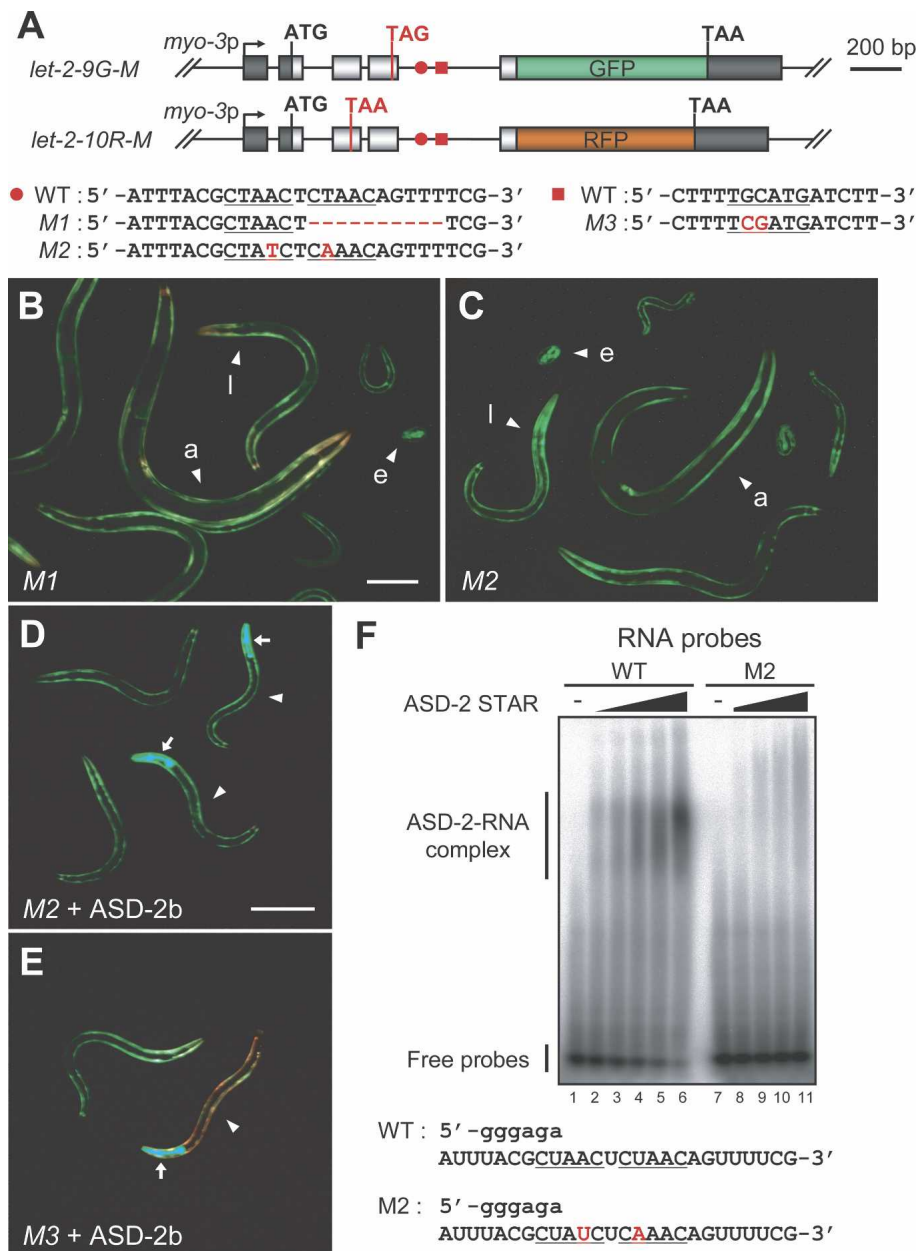 A
myo-3p ATG TAG TAA 200 bp
let-2-9G-M GFP
myo-3p ATG TAA TAA
let-2-10R-M RFP
WT : 5′ -ATTTACGCTAACTCTAACAGTTTTCG-3′
M1 : 5′ -ATTTACGCTAACT----------TCG-3′
M2 : 5′ -ATTTACGCTATCTCAAACAGTTTTCG-3′
WT : 5′ -CTTTTGCATGATCTT-3′
M3 : 5′ -CTTTTCGATGATCTT-3′
B
l
a
e
M1
C
e
l
a
M2
D
M2 + ASD-2b
E
M3 + ASD-2b
F
RNA probes
WT M2
ASD-2 STAR - -
ASD-2-RNA
complex
Free probes
1 2 3 4 5 6 7 8 9 10 11
WT : 5′ -gggaga
AUUUACGCUAACUCUAACAGUUUUCG-3′
M2 : 5′ -gggaga
AUUUACGCUAUCUCAAACAGUUUUCG-3′